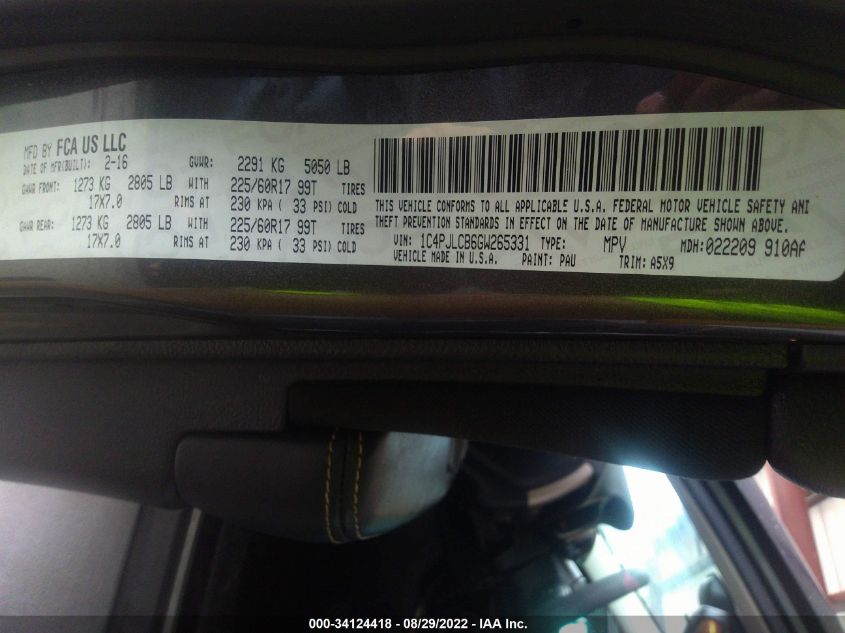 MFD BY FCA US LLC
DATE OF MFR(BUILT): 2-16 GVWR: 2291 KG 5050 LB
GAWR FRONT: 1273 KG 2805 LB WITH 225/60R17 99T TIRES
17X7.0 RIMS AT 230 KPA ( 33 PSI) COLD
GAWR REAR: 1273 KG 2805 LB WITH 225/60R17 99T TIRES
17X7.0 RIMS AT 230 KPA ( 33 PSI) COLD
THIS VEHICLE CONFORMS TO ALL APPLICABLE U.S.A. FEDERAL MOTOR VEHICLE SAFETY AN
THEFT PREVENTION STANDARDS IN EFFECT ON THE DATE OF MANUFACTURE SHOWN ABOVE.
VIN: 1C4PJLCB6GW265331 TYPE: MPV MDH:022209 910AF
VEHICLE MADE IN U.S.A. PAINT: PAU TRIM: A5X9
000-34124418 - 08/29/2022 - IAA Inc.